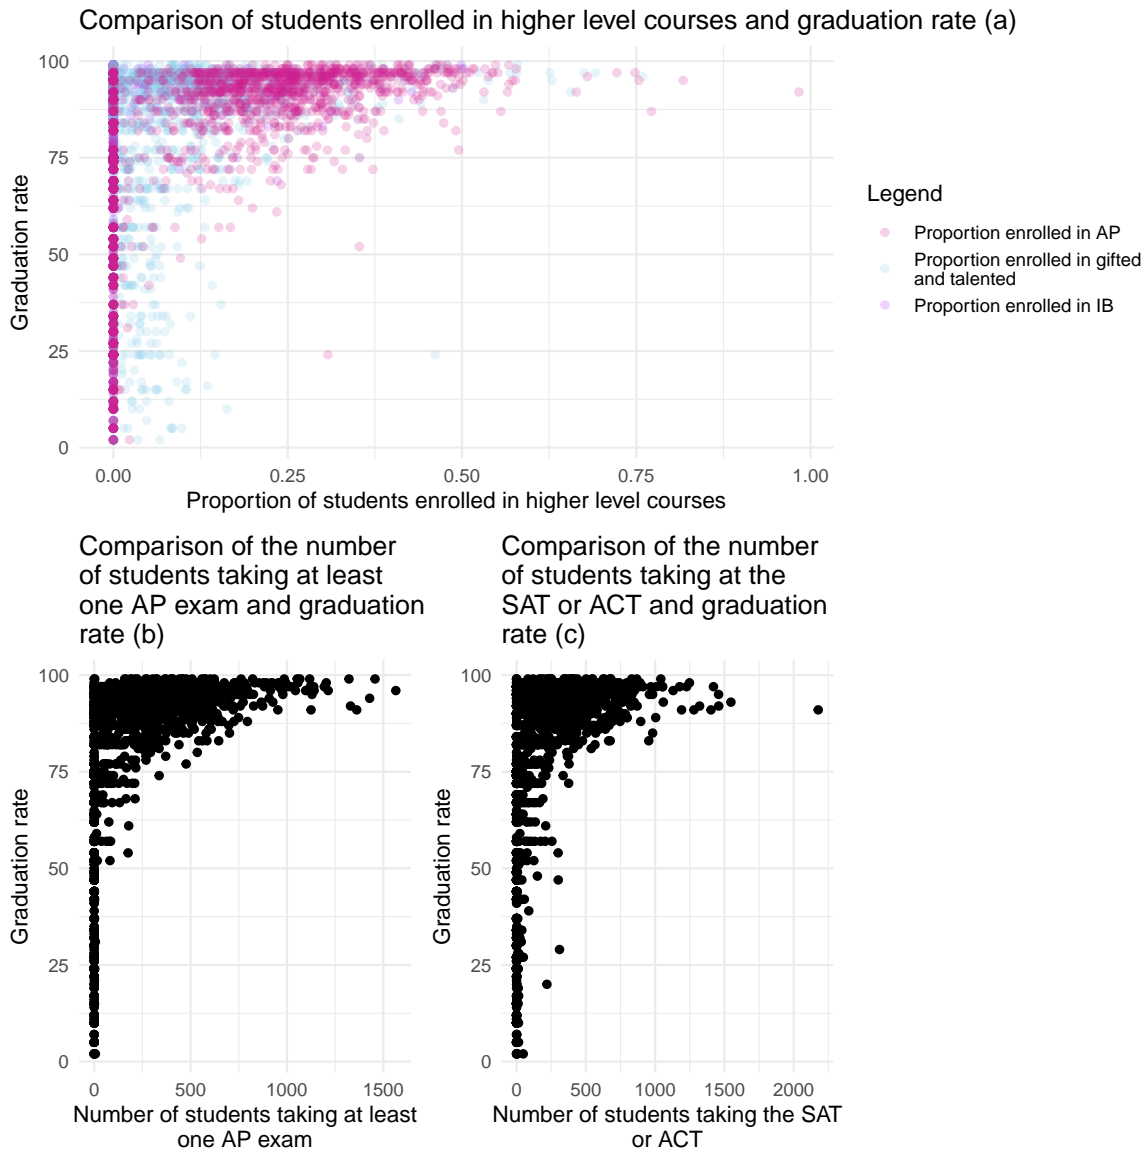 Comparison of students enrolled in higher level courses and graduation rate (a)
100
75
50
25
0
Graduation rate
0.00
0.25
0.50
0.75
1.00
Proportion of students enrolled in higher level courses
Legend
Proportion enrolled in AP
Proportion enrolled in gifted
and talented
Proportion enrolled in IB
Comparison of the number
of students taking at least
one AP exam and graduation
rate (b)
100
75
50
25
0
Graduation rate
0
500
1000
1500
Number of students taking at least
one AP exam
Comparison of the number
of students taking at the
SAT or ACT and graduation
rate (c)
100
75
50
25
0
Graduation rate
0
500
1000
1500
2000
Number of students taking the SAT
or ACT